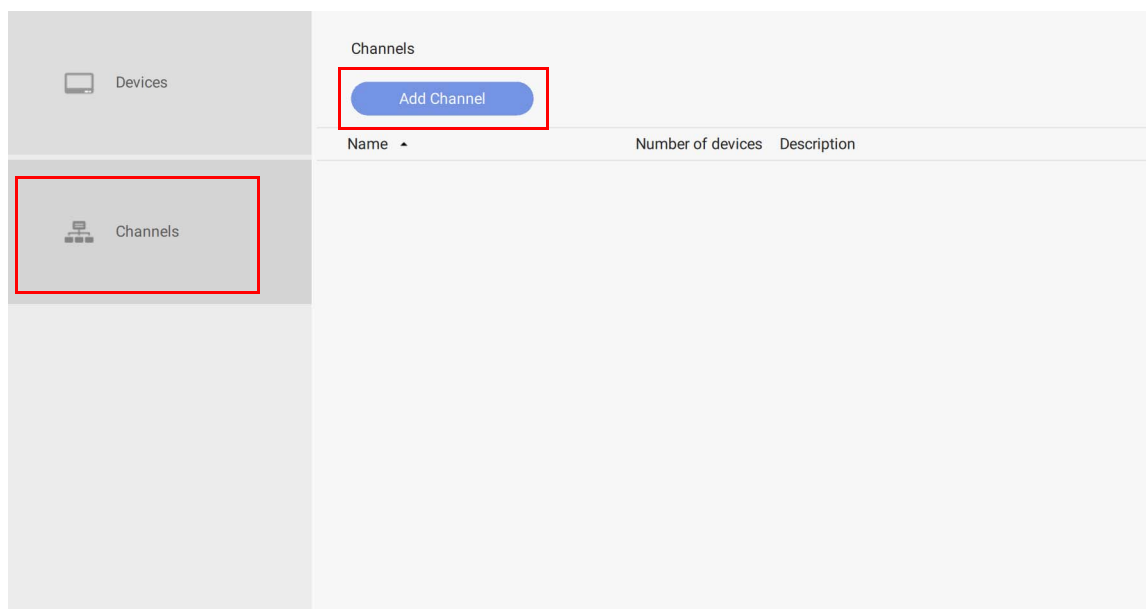 Devices
Channels
Channels
Add Channel
Name Number of devices Description